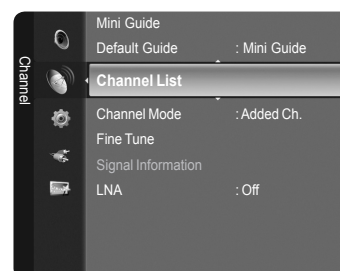 Channel
Mini Guide
Default Guide : Mini Guide
Channel List
Channel Mode : Added Ch.
Fine Tune
Signal Information
LNA : Off